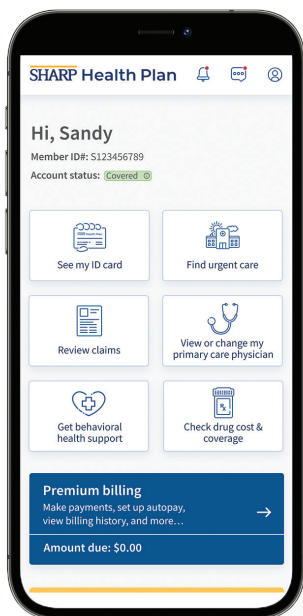 SHARP Health Plan
Hi, Sandy
Member ID#: S123456789
Account status: Covered
See my ID card
Find urgent care
Review claims
View or change my
primary care physician
Get behavioral
health support
Rx
Check drug cost &
coverage
Premium billing
Make payments, set up autopay,
view billing history, and more...
Amount due: $0.00